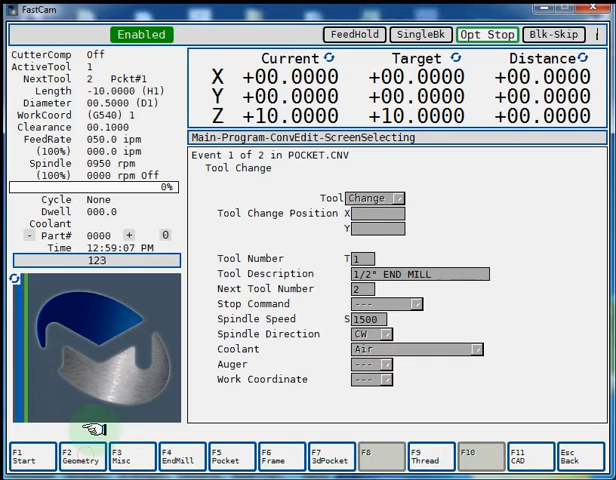 FastCam
Enabled
FeedHold SingleBk Opt Stop Blk-Skip
CutterComp Off
ActiveTool 1
NextTool 2 Pckt#1
Length -10.0000 (H1)
Diameter 00.5000 (D1)
WorkCoord (G540) 1
Clearance 00.1000
FeedRate 050.0 ipm
(100%) 000.0 ipm
Spindle 0950 rpm
(100%) 0000 rpm Off
0%
Cycle None
Dwell 000.0
Coolant
- Part# 0000 + 0
Time 12:59:07 PM
123
Current Target Distance
X +00.0000 +00.0000 +00.0000
Y +00.0000 +00.0000 +00.0000
Z +10.0000 +10.0000 +00.0000
Main-Program-ConvEdit-ScreenSelecting
Event 1 of 2 in POCKET.CNV
Tool Change
Tool Change
Tool Change Position X
Y
Tool Number T 1
Tool Description 1/2" END MILL
Next Tool Number 2
Stop Command ---
Spindle Speed S 1500
Spindle Direction CW
Coolant Air
Auger ---
Work Coordinate ---
F1 Start
F2 Geometry
F3 Misc
F4 EndMill
F5 Pocket
F6 Frame
F7 3dPocket
F8
F9 Thread
F10
F11 CAD
Esc Back